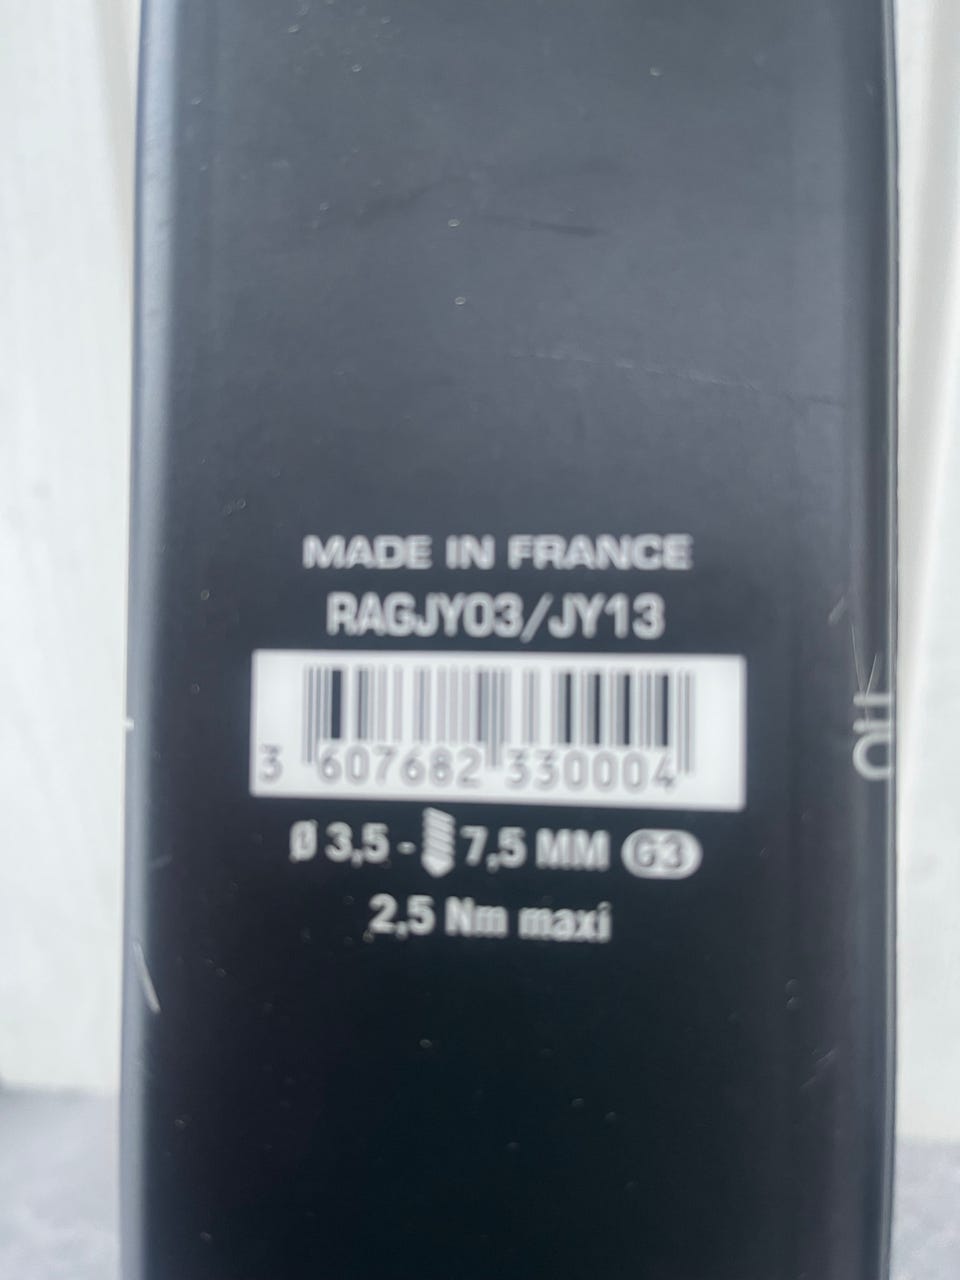 MADE IN FRANCE
RAGJY03/JY13
3 607682 330004
Ø 3,5 - 7,5 MM G3
2,5 Nm maxi